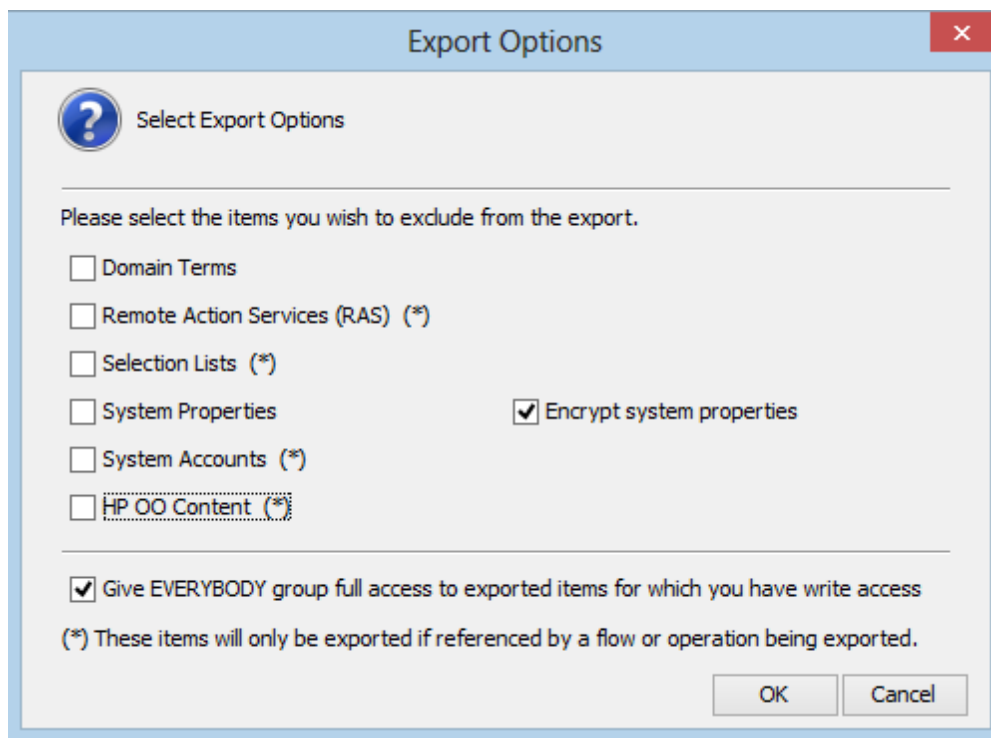 Export Options
Select Export Options
Please select the items you wish to exclude from the export.
Domain Terms
Remote Action Services (RAS) (*)
Selection Lists (*)
System Properties
Encrypt system properties
System Accounts (*)
HP OO Content (*)
Give EVERYBODY group full access to exported items for which you have write access
(*) These items will only be exported if referenced by a flow or operation being exported.
OK
Cancel